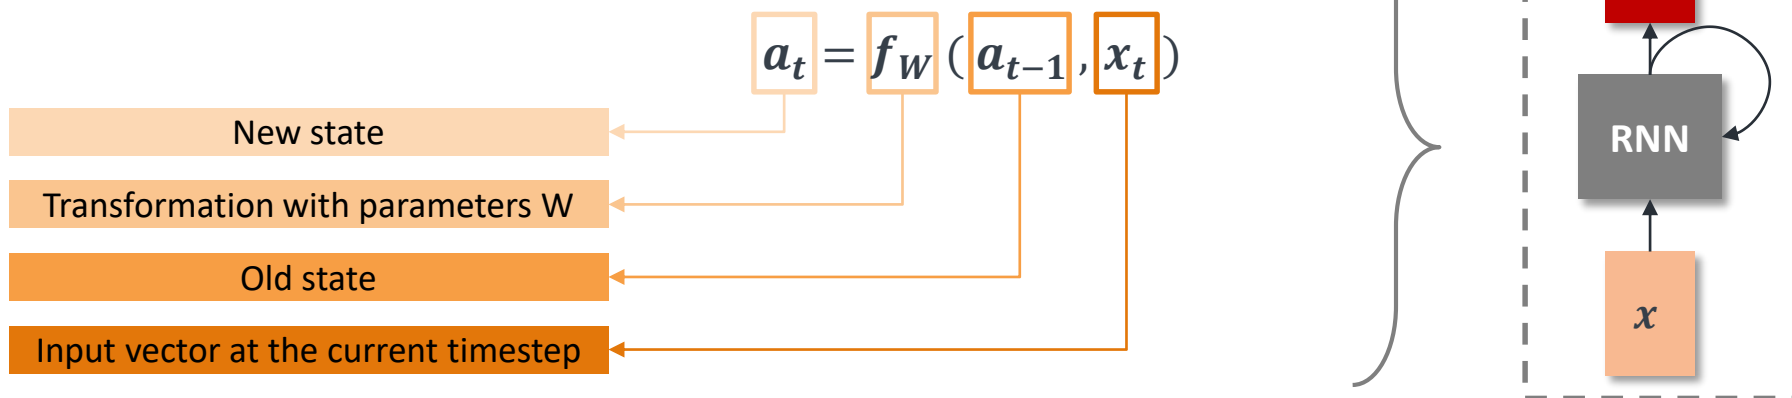 a_t = f_W ( a_{t−1} , x_t )
New state
Transformation with parameters W
Old state
Input vector at the current timestep
RNN
x